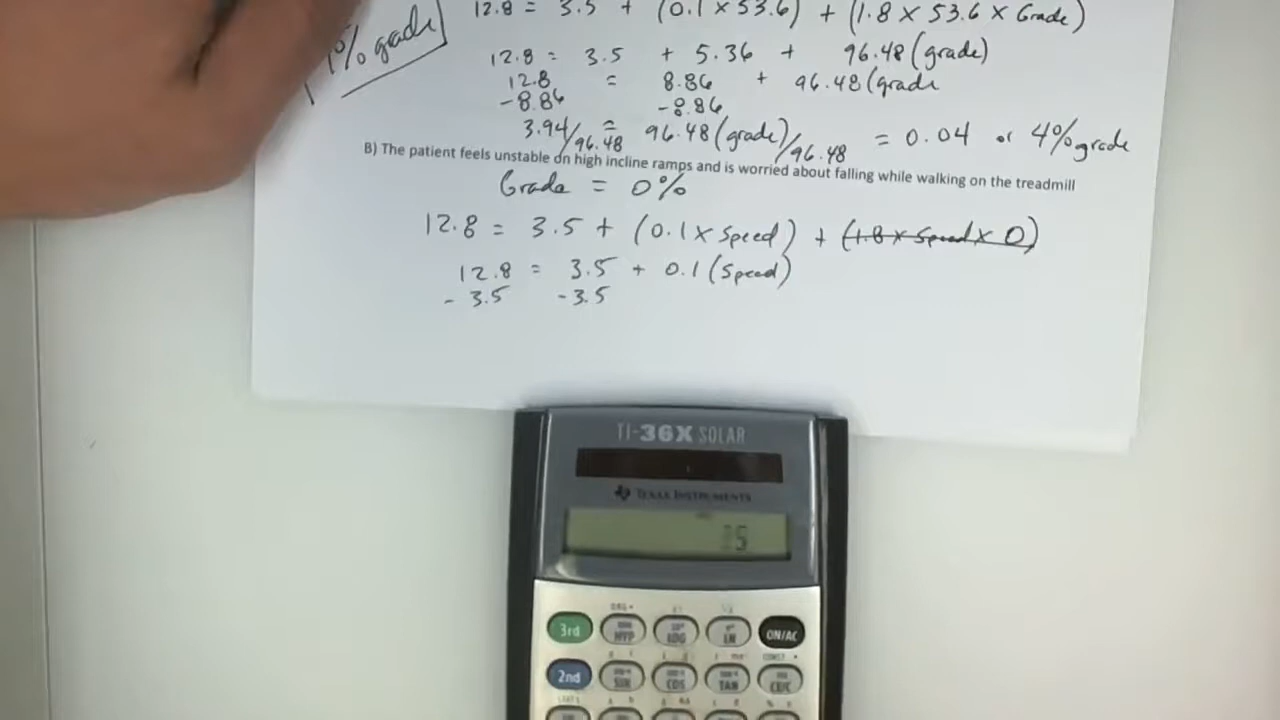 12.8 = 3.5 + (0.1 x 53.6) + (1.8 x 53.6 x Grade)
% grade
12.8 = 3.5 + 5.36 + 96.48 (grade)
12.8 = 8.86 + 96.48 (grade
-8.86 -8.86
3.94/96.48 = 96.48 (grade)/96.48 = 0.04 or 4% grade
B) The patient feels unstable on high incline ramps and is worried about falling while walking on the treadmill
Grade = 0%
12.8 = 3.5 + (0.1 x Speed) + (1.8 x Speed x 0)
12.8 = 3.5 + 0.1 (Speed)
-3.5 -3.5
TI-36X SOLAR
TEXAS INSTRUMENTS
3rd HYP LOG LN ON/AC
2nd SIN COS TAN CE/C